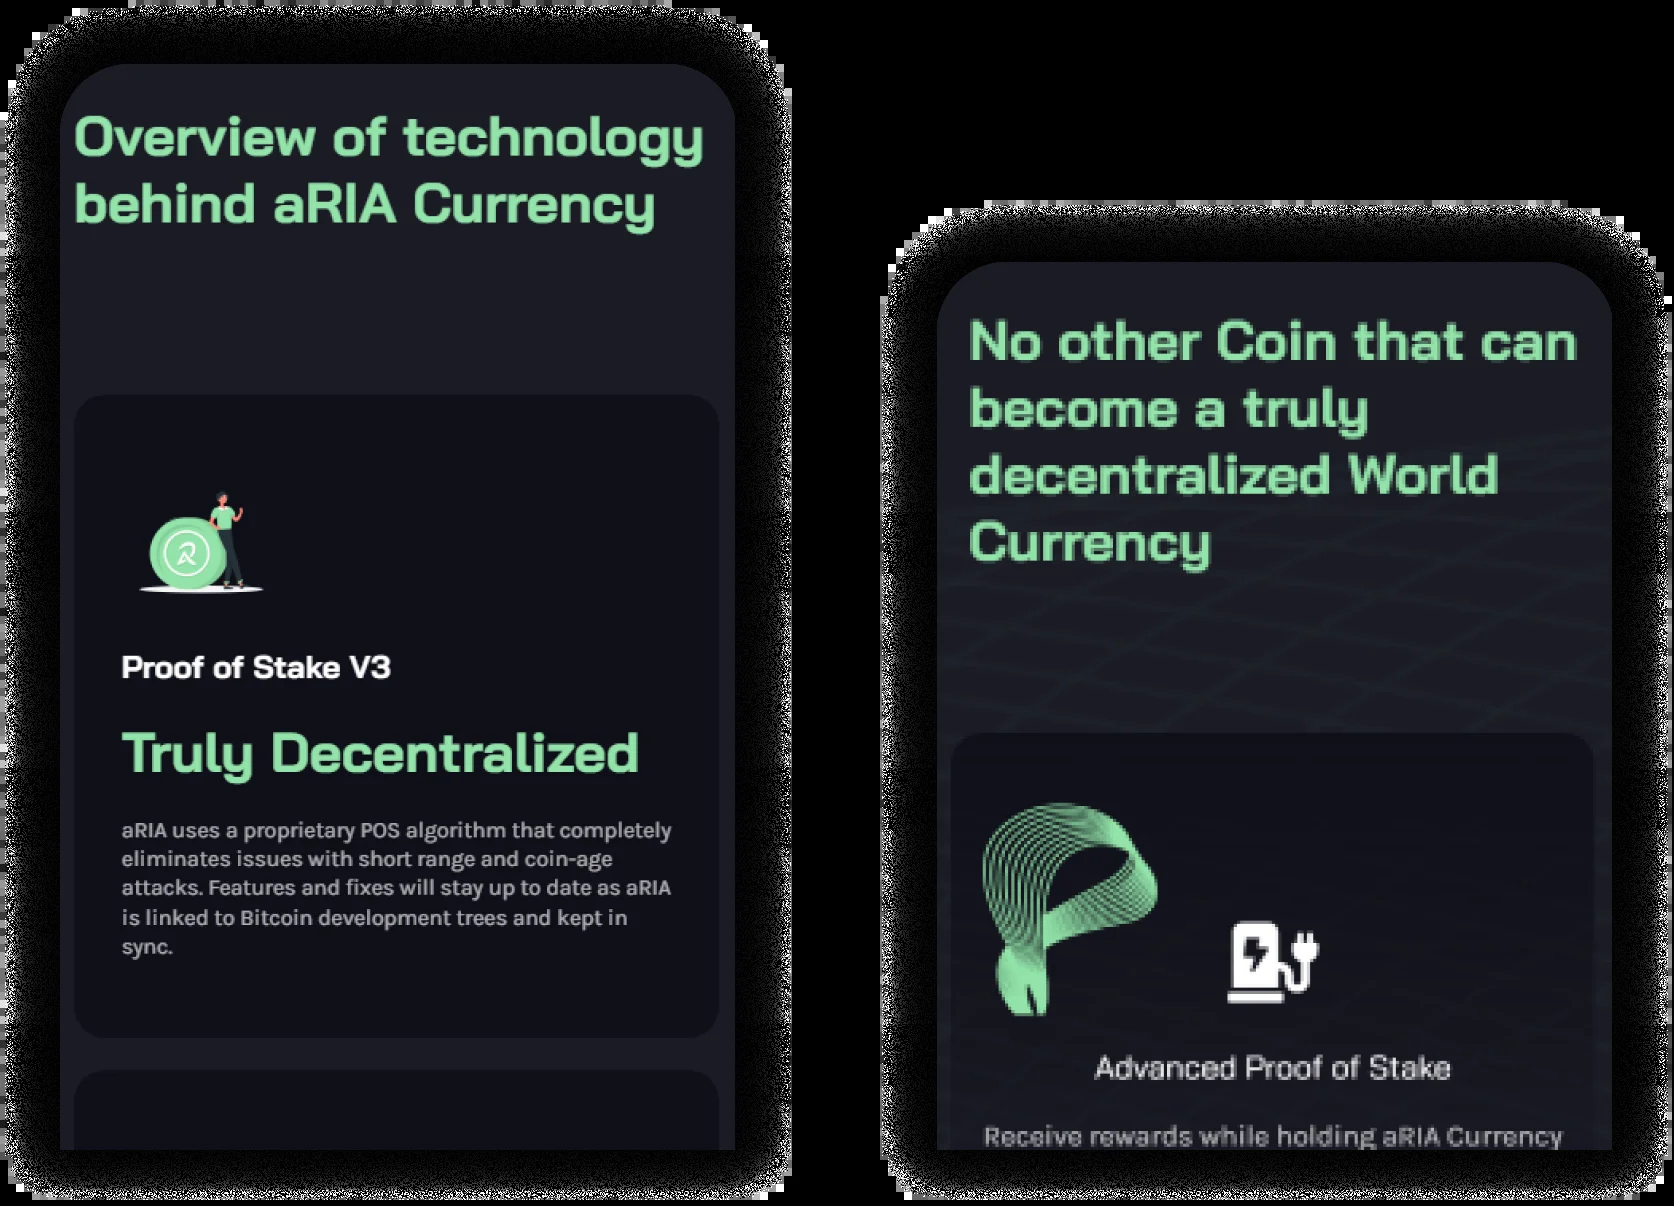 Overview of technology
behind aRIA Currency
Proof of Stake V3
Truly Decentralized
aRIA uses a proprietary POS algorithm that completely
eliminates issues with short range and coin-age
attacks. Features and fixes will stay up to date as aRIA
is linked to Bitcoin development trees and kept in
sync.
No other Coin that can
become a truly
decentralized World
Currency
Advanced Proof of Stake
Receive rewards while holding aRIA Currency